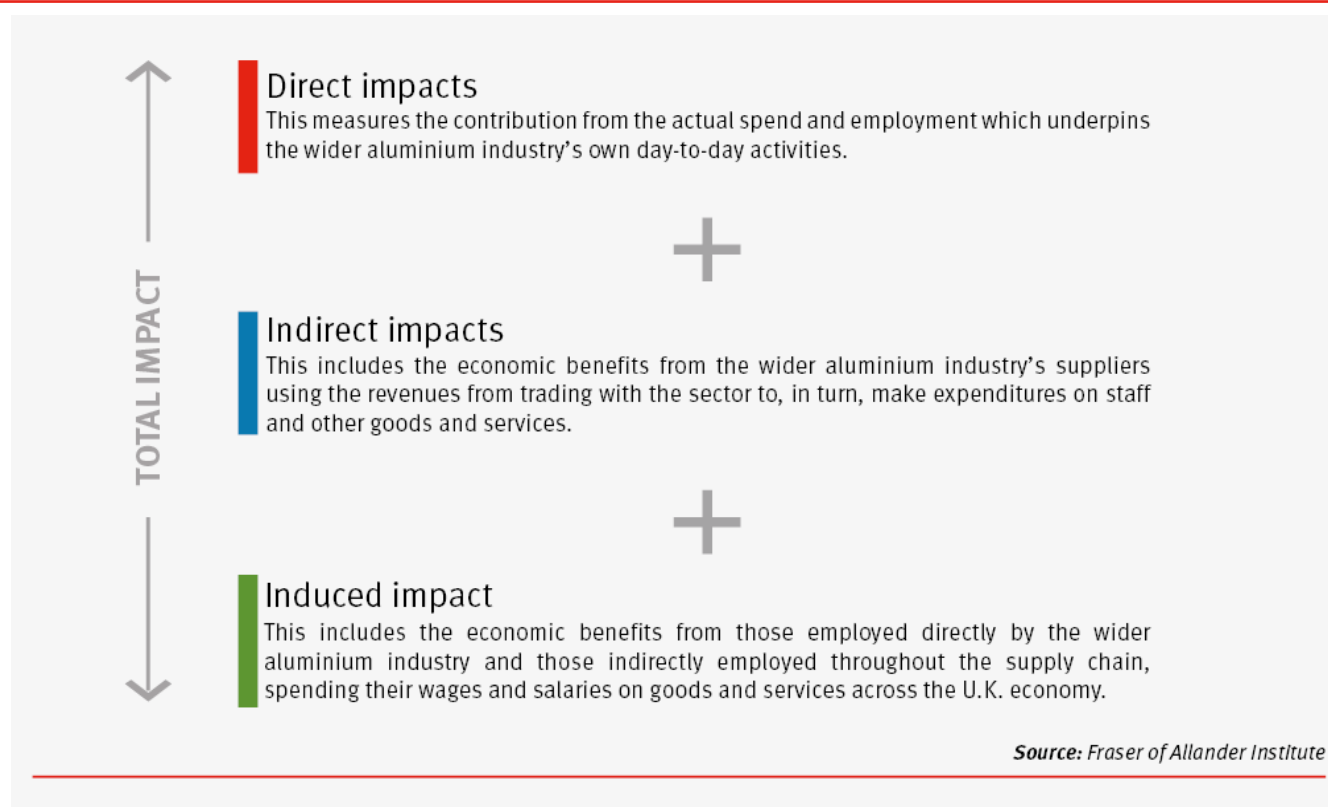 Direct impacts
This measures the contribution from the actual spend and employment which underpins
the wider aluminium industry's own day-to-day activities.
+
TOTAL IMPACT
Indirect impacts
This includes the economic benefits from the wider aluminium industry's suppliers
using the revenues from trading with the sector to, in turn, make expenditures on staff
and other goods and services.
+
Induced impact
This includes the economic benefits from those employed directly by the wider
aluminium industry and those indirectly employed throughout the supply chain,
spending their wages and salaries on goods and services across the U.K. economy.
Source: Fraser of Allander Institute